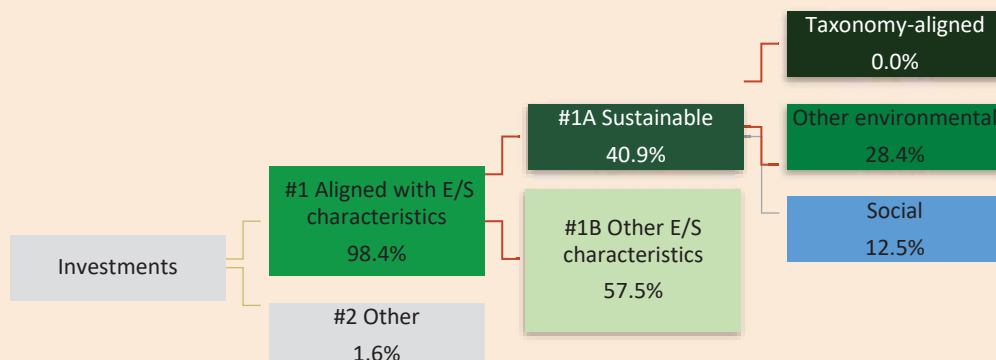 Investments
#1 Aligned with E/S
characteristics
98.4%
#2 Other
1.6%
#1A Sustainable
40.9%
#1B Other E/S
characteristics
57.5%
Taxonomy-aligned
0.0%
Other environmental
28.4%
Social
12.5%